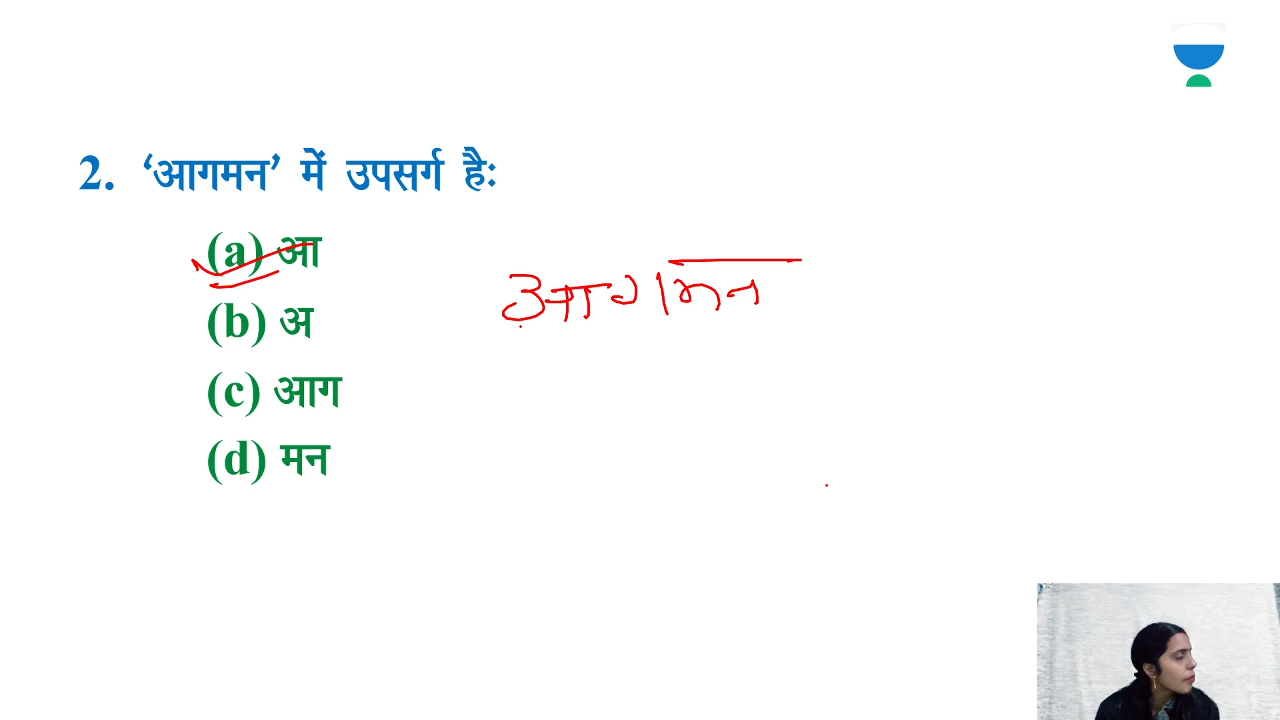 2. ‘आगमन’ में उपसर्ग हैः
(a) आ
(b) अ
(c) आग
(d) मन
आगमन